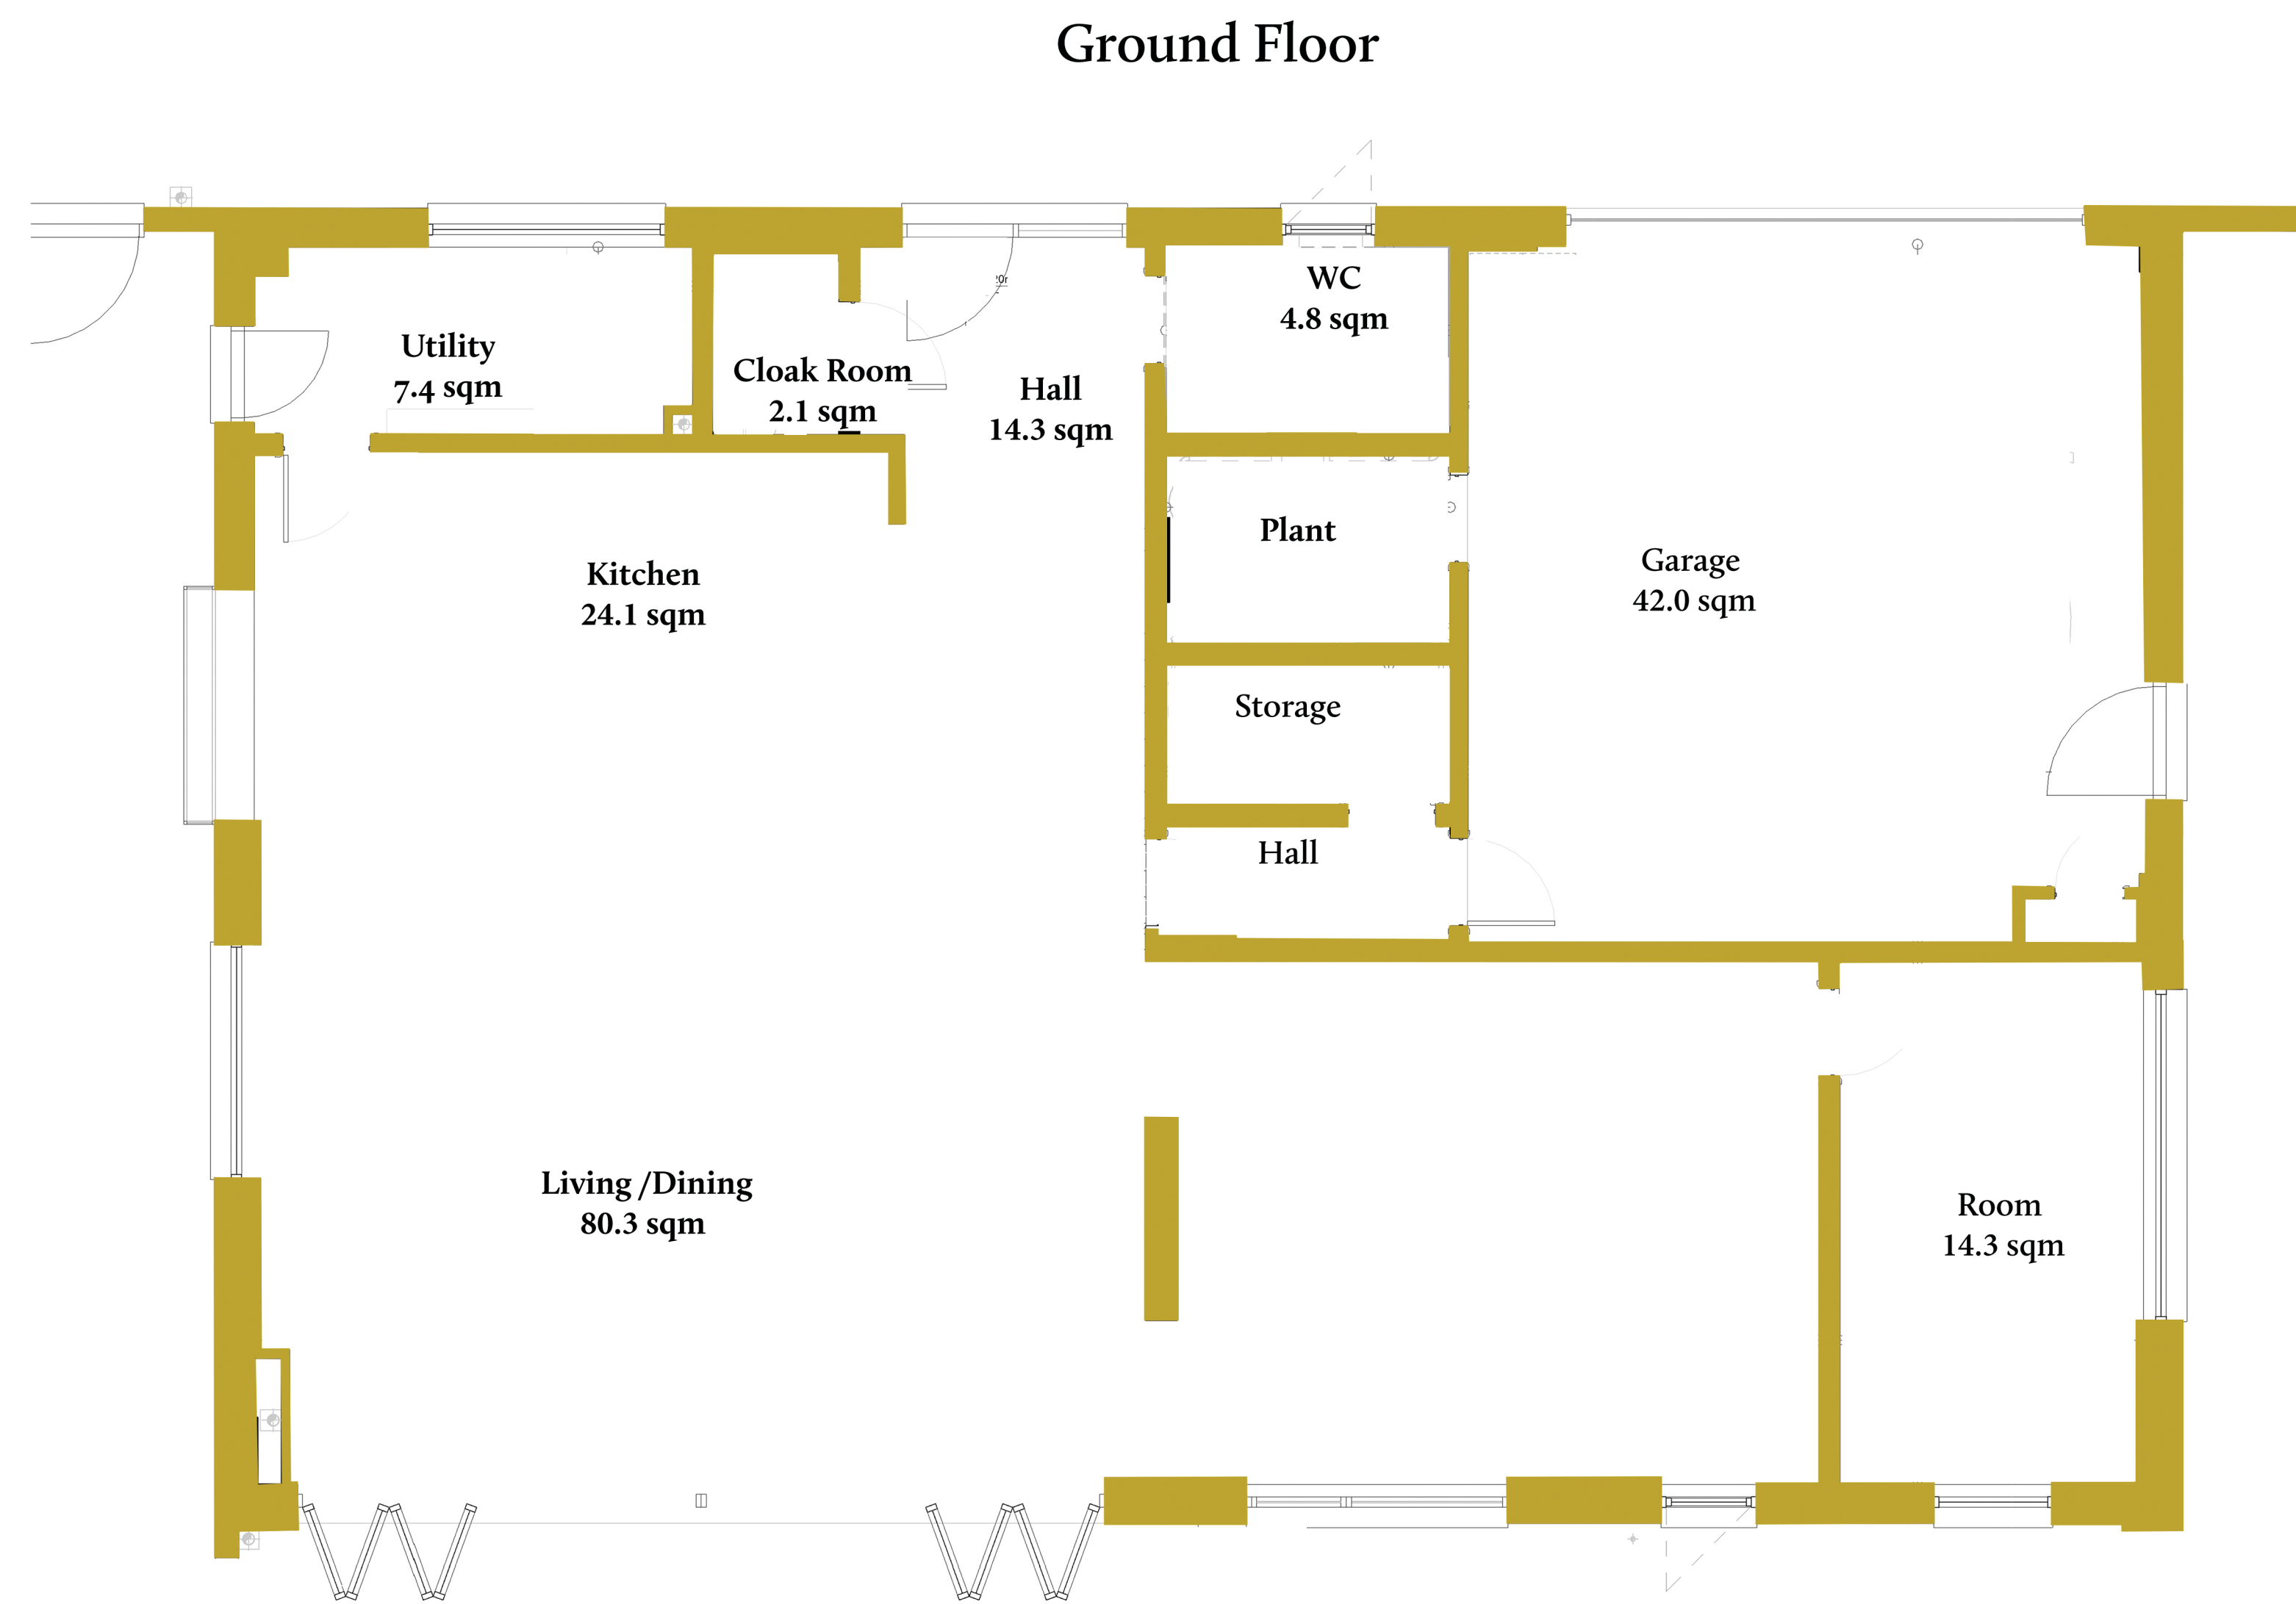 Ground Floor
WC
4.8 sqm
Utility
7.4 sqm
Cloak Room
2.1 sqm
Hall
14.3 sqm
Plant
Garage
42.0 sqm
Kitchen
24.1 sqm
Storage
Hall
Living /Dining
80.3 sqm
Room
14.3 sqm